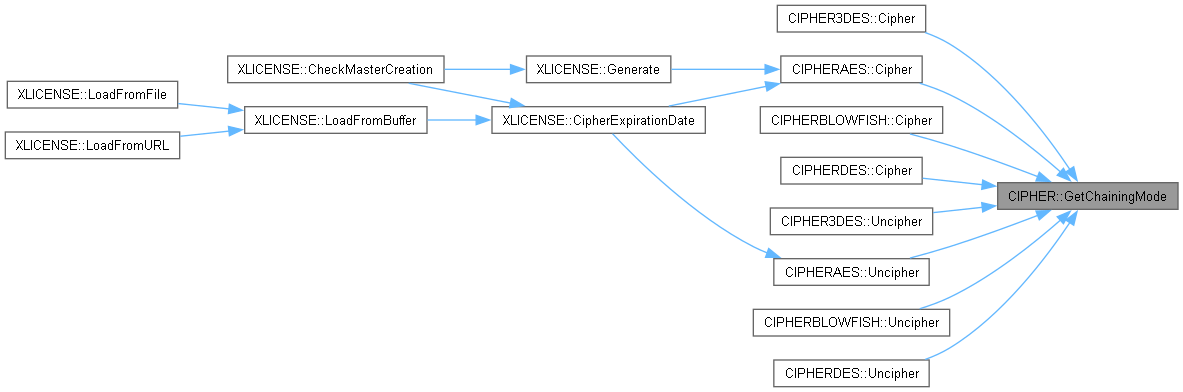 CIPHER3DES::Cipher
XLICENSE::CheckMasterCreation
XLICENSE::Generate
CIPHERAES::Cipher
XLICENSE::LoadFromFile
XLICENSE::LoadFromBuffer
XLICENSE::CipherExpirationDate
CIPHERBLOWFISH::Cipher
XLICENSE::LoadFromURL
CIPHERDES::Cipher
CIPHER::GetChainingMode
CIPHER3DES::Uncipher
CIPHERAES::Uncipher
CIPHERBLOWFISH::Uncipher
CIPHERDES::Uncipher